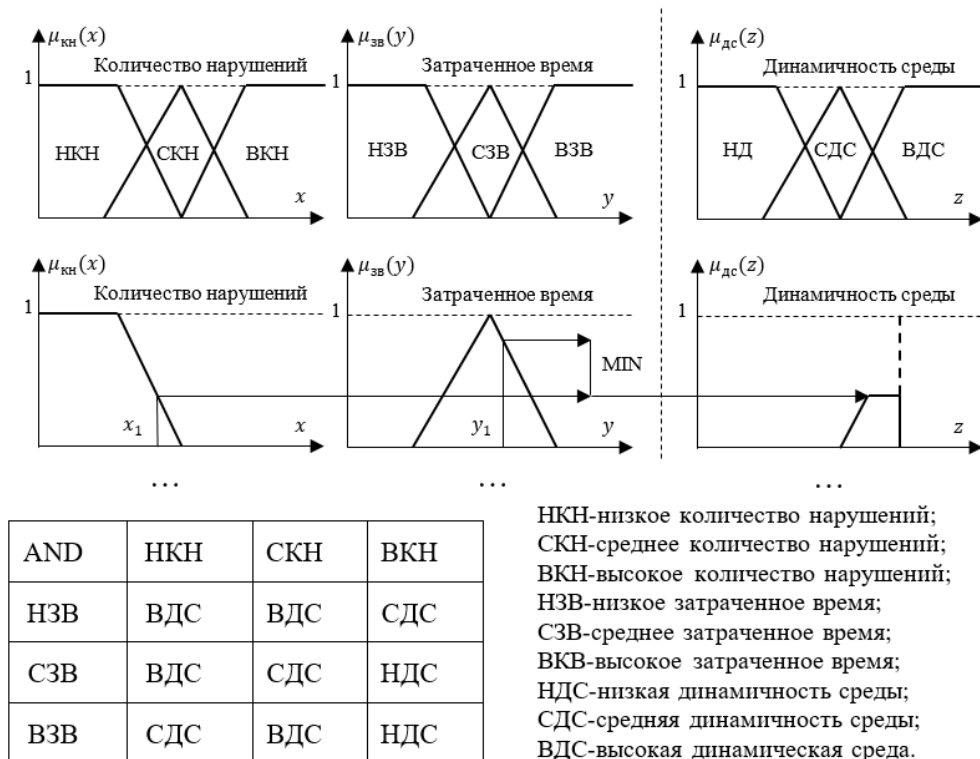 μкн(x)
Количество нарушений
1
НКН
СКН
ВКН
x
μзв(y)
Затраченное время
1
НЗВ
СЗВ
ВЗВ
y
μдс(z)
Динамичность среды
1
НД
СДС
ВДС
z
μкн(x)
Количество нарушений
1
x₁
x
μзв(y)
Затраченное время
1
MIN
y₁
y
μдс(z)
Динамичность среды
1
z
...
...
...
AND НКН СКН ВКН
НЗВ ВДС ВДС СДС
СЗВ ВДС СДС НДС
ВЗВ СДС ВДС НДС
НКН-низкое количество нарушений;
СКН-среднее количество нарушений;
ВКН-высокое количество нарушений;
НЗВ-низкое затраченное время;
СЗВ-среднее затраченное время;
ВКВ-высокое затраченное время;
НДС-низкая динамичность среды;
СДС-средняя динамичность среды;
ВДС-высокая динамическая среда.